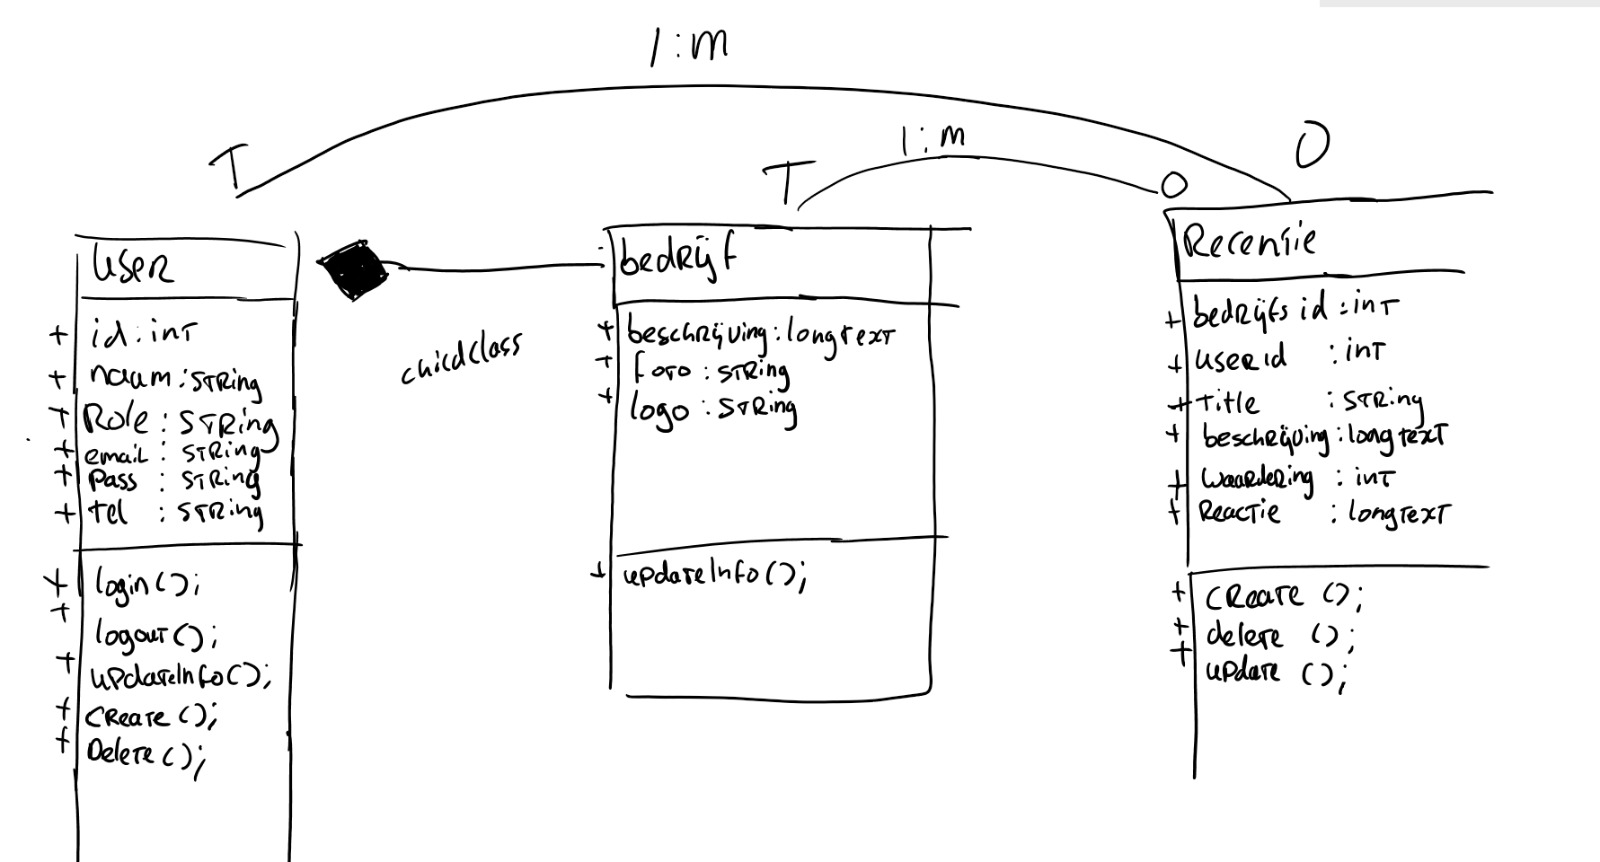 1:m
1:m
T
T
O
O
User
+ id: int
+ naam: string
+ Role: string
+ email: string
+ Pass: string
+ tel: string
+ login();
+ logout();
+ updateInfo();
+ create();
+ Delete();
childclass
bedrijf
+ beschrijving: longtext
+ foto: string
+ logo: string
+ updateInfo();
Recensie
+ bedrijfs id: int
+ userid: int
+ Title: string
+ beschrijving: longtext
+ waardering: int
+ Reactie: longtext
+ create();
+ delete();
+ update();